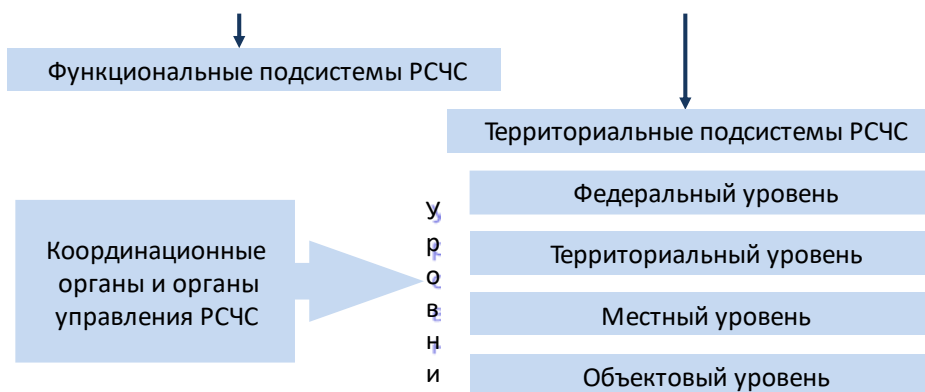 Функциональные подсистемы РСЧС
Территориальные подсистемы РСЧС
Координационные
органы и органы
управления РСЧС
Уровни
Федеральный уровень
Территориальный уровень
Местный уровень
Объектовый уровень